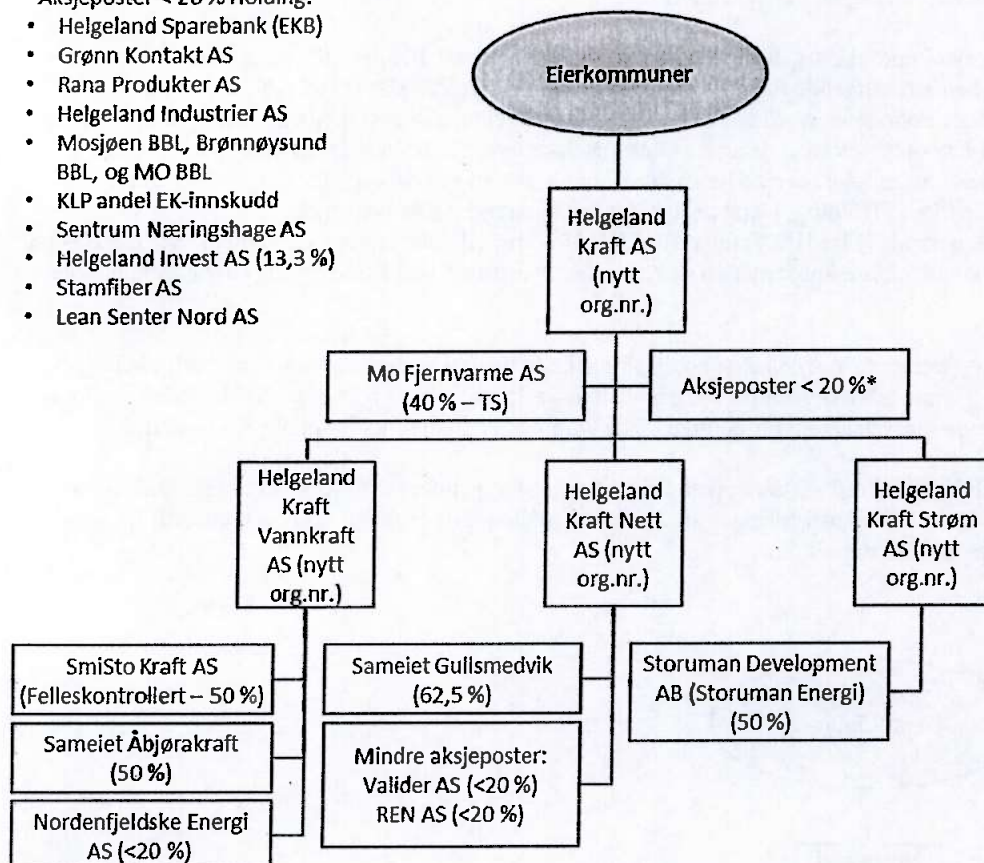 Aksjeposter < 20 % Holding:
• Helgeland Sparebank (EKB)
• Grønn Kontakt AS
• Rana Produkter AS
• Helgeland Industrier AS
• Mosjøen BBL, Brønnøysund
BBL, og MO BBL
• KLP andel EK-innskudd
• Sentrum Næringshage AS
• Helgeland Invest AS (13,3 %)
• Stamfiber AS
• Lean Senter Nord AS
Eierkommuner
Helgeland
Kraft AS
(nytt
org.nr.)
Mo Fjernvarme AS
(40 % – TS)
Aksjeposter < 20 %*
Helgeland
Kraft
Vannkraft
AS (nytt
org.nr.)
Helgeland
Kraft Nett
AS (nytt
org.nr.)
Helgeland
Kraft Strøm
AS (nytt
org.nr.)
SmiSto Kraft AS
(Felleskontrollert – 50 %)
Sameiet Åbjørakraft
(50 %)
Nordenfjeldske Energi
AS (<20 %)
Sameiet Gullsmedvik
(62,5 %)
Mindre aksjeposter:
Valider AS (<20 %)
REN AS (<20 %)
Storuman Development
AB (Storuman Energi)
(50 %)